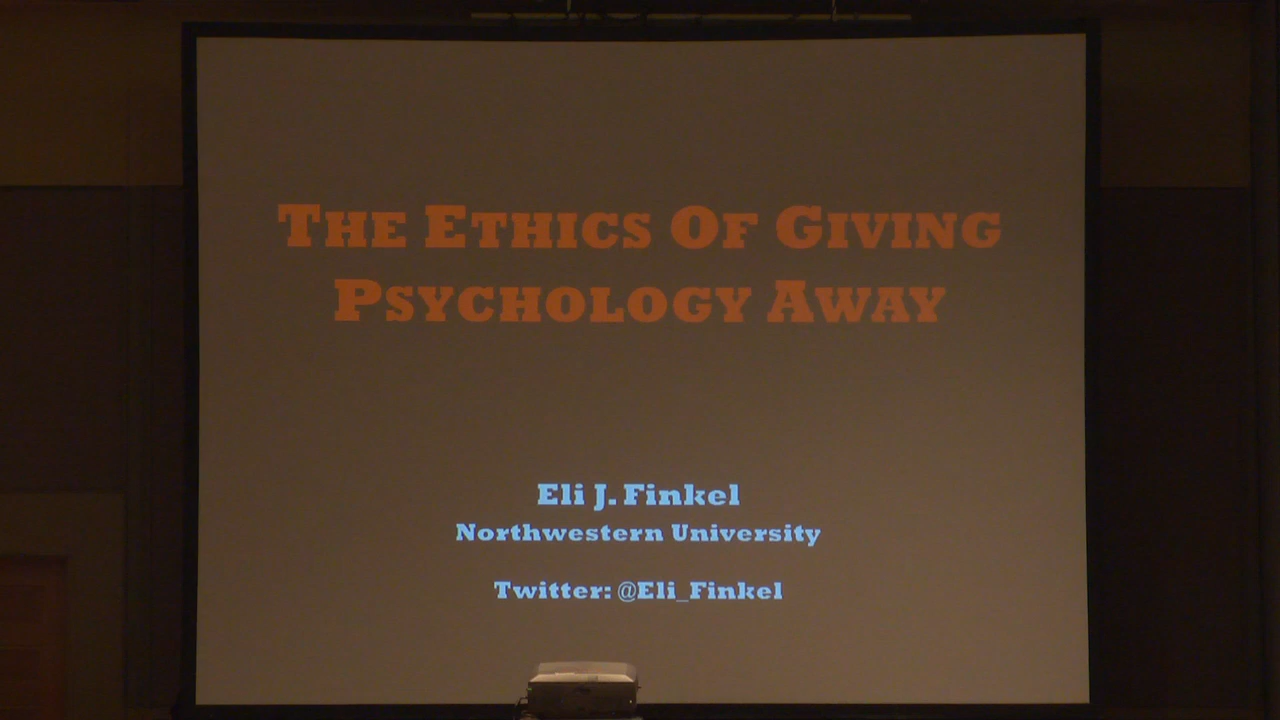 The Ethics Of Giving
Psychology Away
Eli J. Finkel
Northwestern University
Twitter: @Eli_Finkel